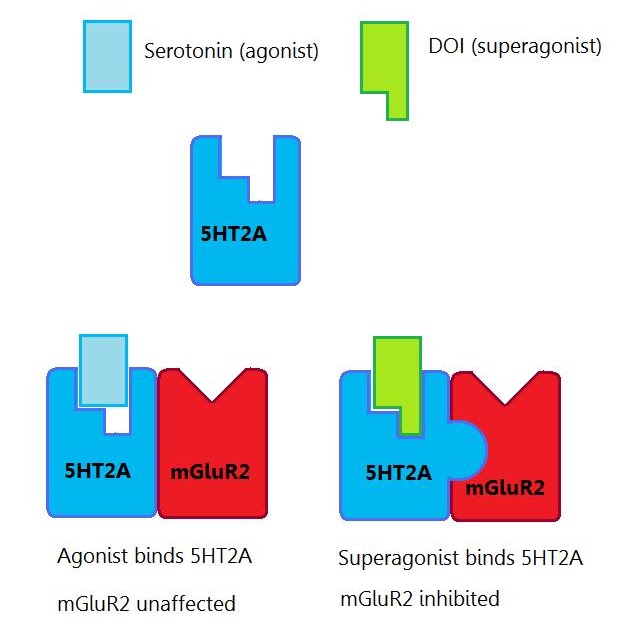 Serotonin (agonist)
DOI (superagonist)
5HT2A
5HT2A
mGluR2
5HT2A
mGluR2
Agonist binds 5HT2A
mGluR2 unaffected
Superagonist binds 5HT2A
mGluR2 inhibited